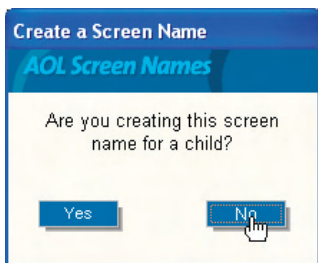 Create a Screen Name
AOL Screen Names
Are you creating this screen
name for a child?
Yes
No